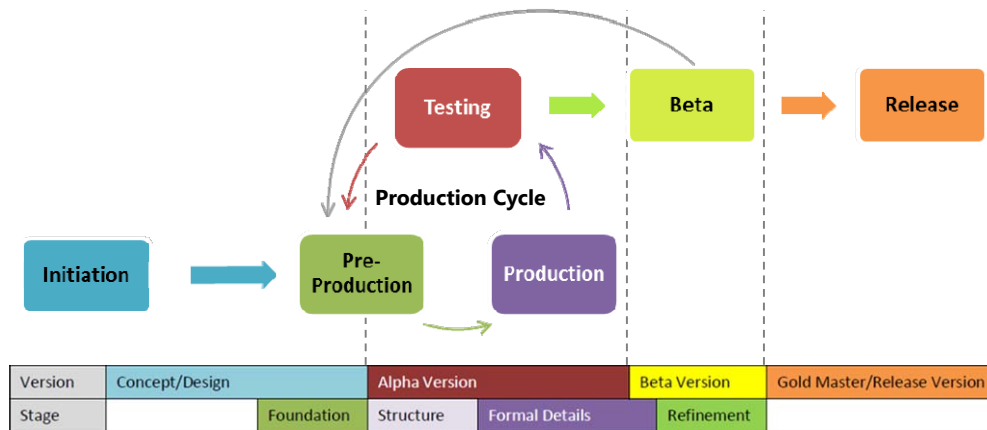 Testing
Beta
Release
Production Cycle
Initiation
Pre-
Production
Production
Version Concept/Design Alpha Version Beta Version Gold Master/Release Version
Stage Foundation Structure Formal Details Refinement